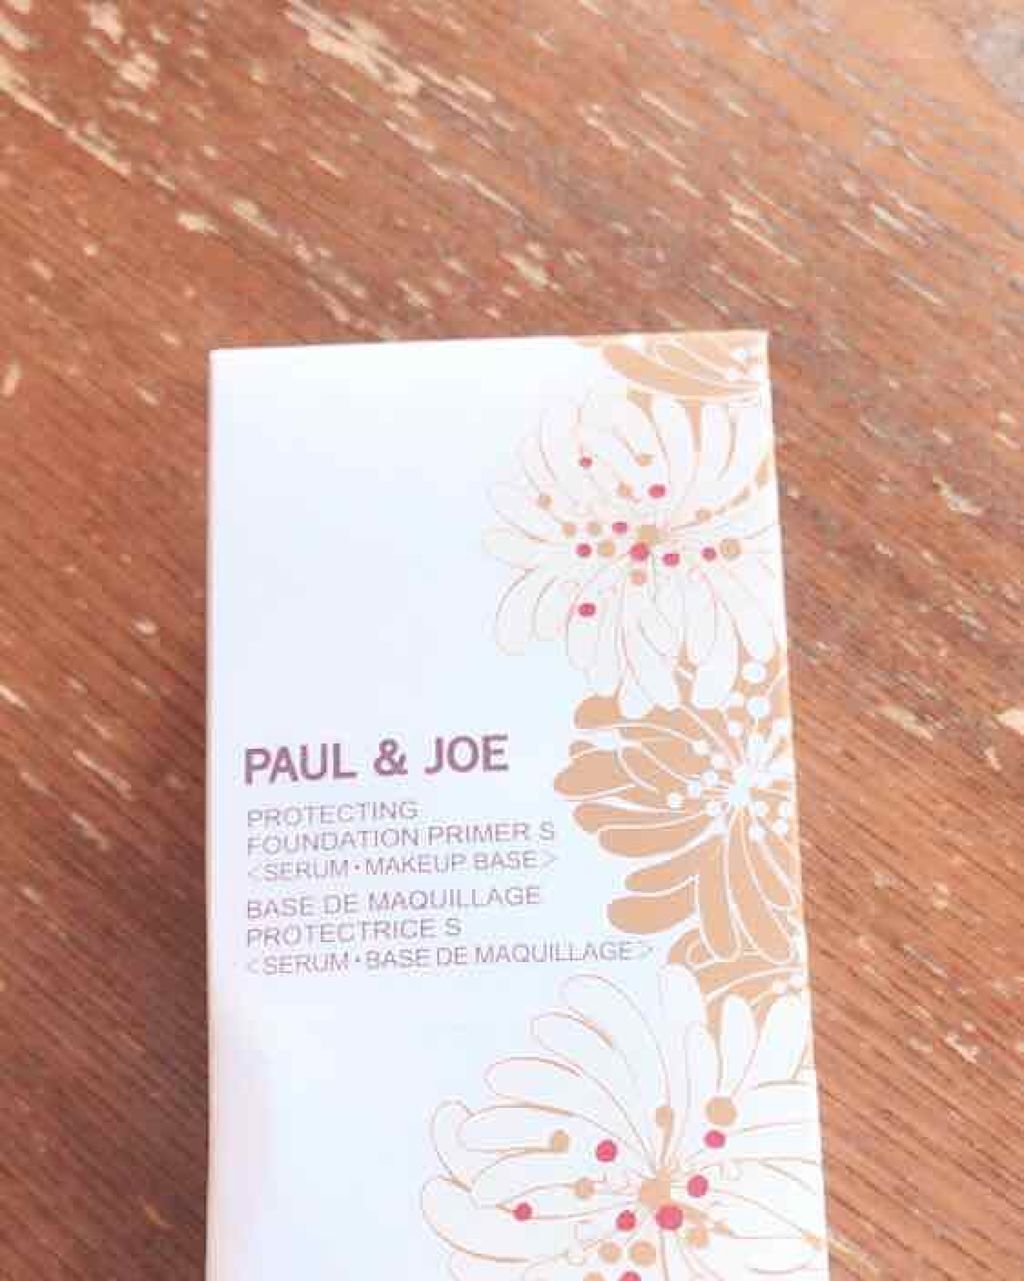 PAUL & JOE
PROTECTING
FOUNDATION PRIMER S
<SERUM・MAKEUP BASE>
BASE DE MAQUILLAGE
PROTECTRICE S
<SERUM・BASE DE MAQUILLAGE>